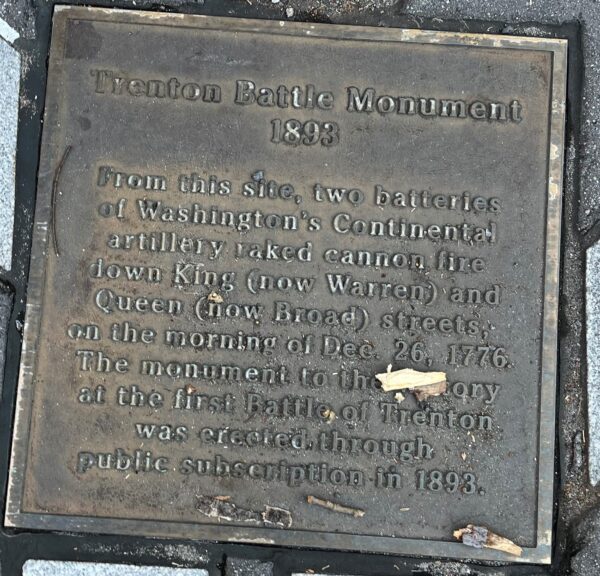 Trenton Battle Monument
1893
From this site, two batteries
of Washington's Continental
artillery raked cannon fire
down King (now Warren) and
Queen (now Broad) streets,
on the morning of Dec. 26, 1776.
The monument to the
at the first Battle of Trenton
was erected through
public subscription in 1893.